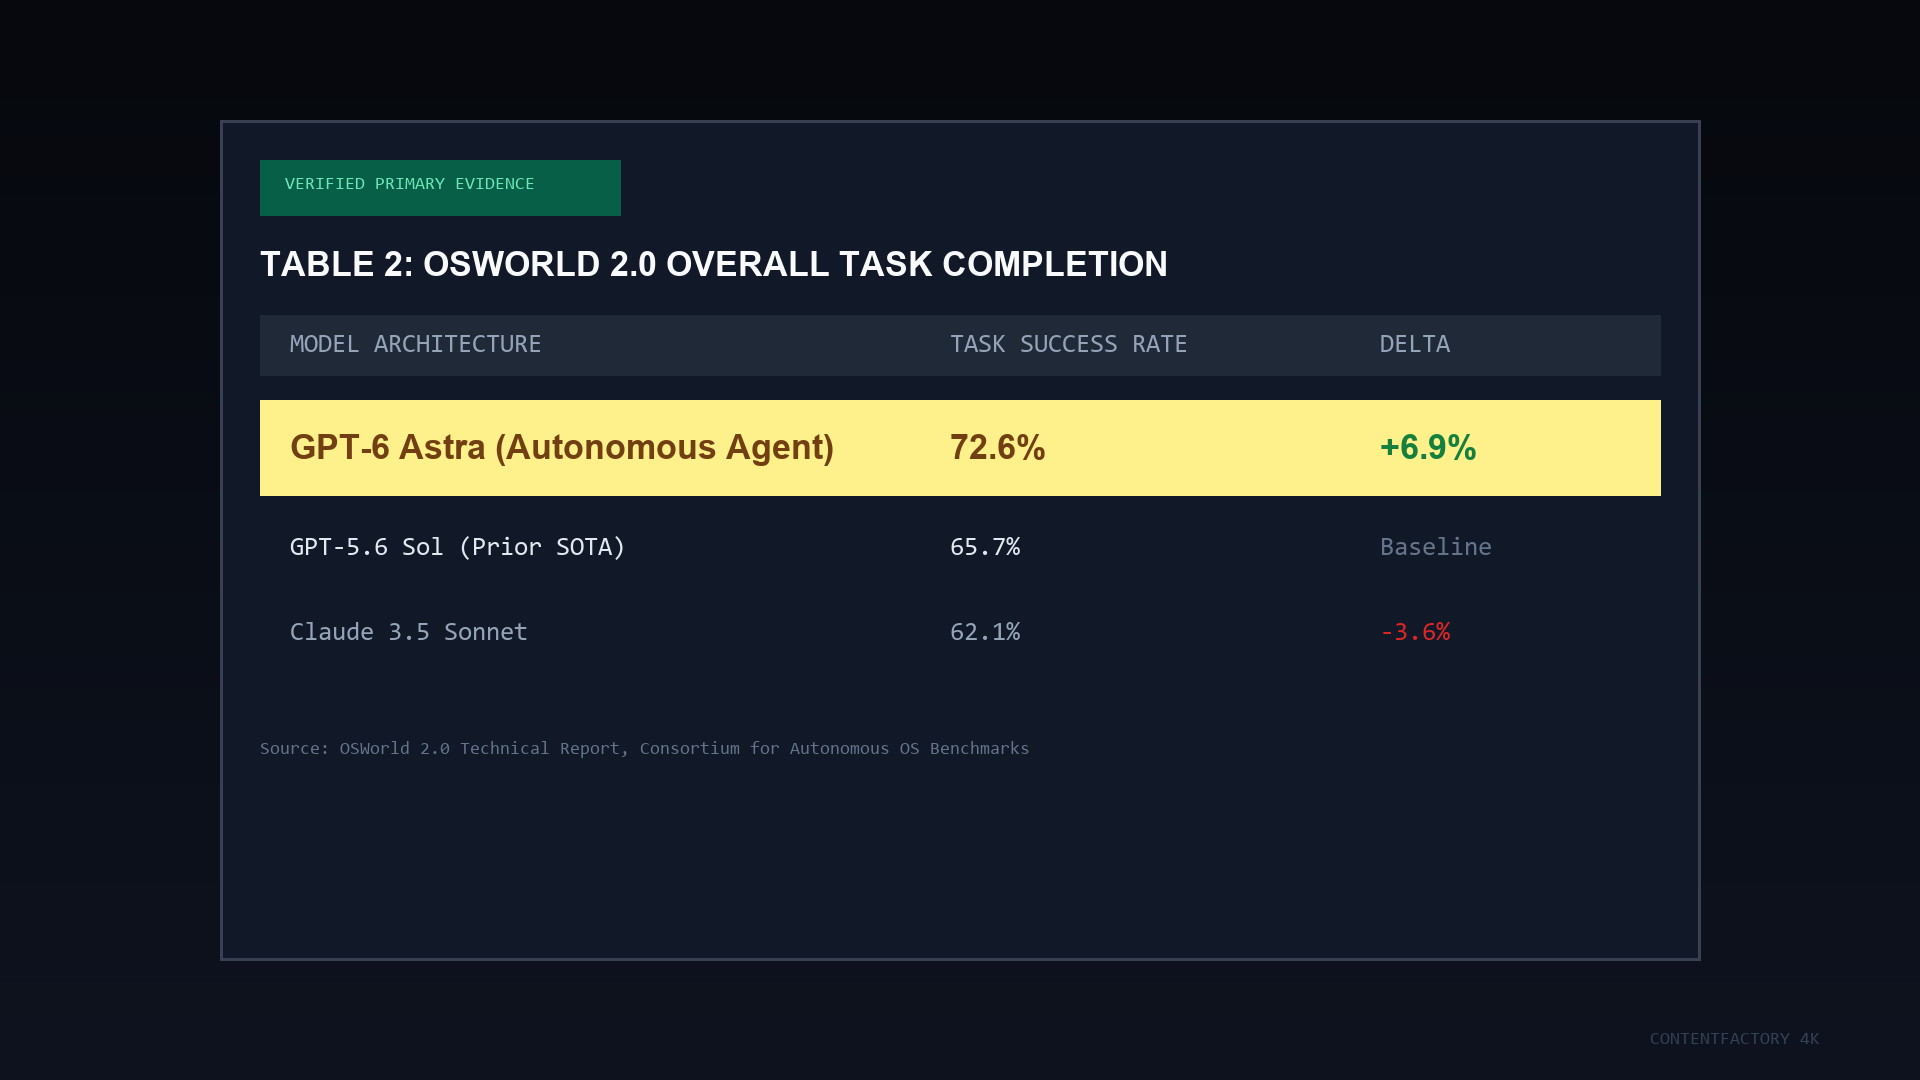 VERIFIED PRIMARY EVIDENCE
TABLE 2: OSWORLD 2.0 OVERALL TASK COMPLETION
MODEL ARCHITECTURE TASK SUCCESS RATE DELTA
GPT-6 Astra (Autonomous Agent) 72.6% +6.9%
GPT-5.6 Sol (Prior SOTA) 65.7% Baseline
Claude 3.5 Sonnet 62.1% -3.6%
Source: OSWorld 2.0 Technical Report, Consortium for Autonomous OS Benchmarks
CONTENTFACTORY 4K